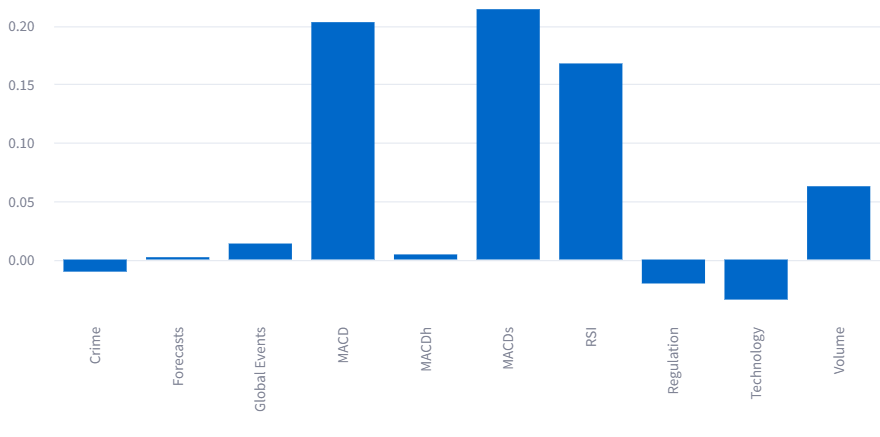 0.20
0.15
0.10
0.05
0.00
Crime
Forecasts
Global Events
MACD
MACDh
MACDs
RSI
Regulation
Technology
Volume